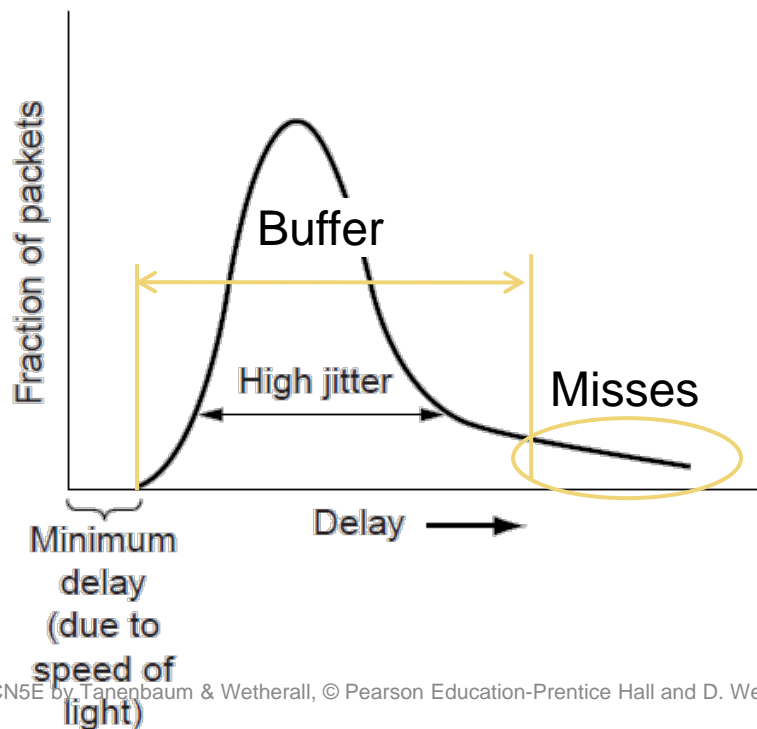 Fraction of packets
Buffer
High jitter
Misses
Delay
Minimum
delay
(due to
speed of
light)
CN5E by Tanenbaum & Wetherall, © Pearson Education-Prentice Hall and D. We